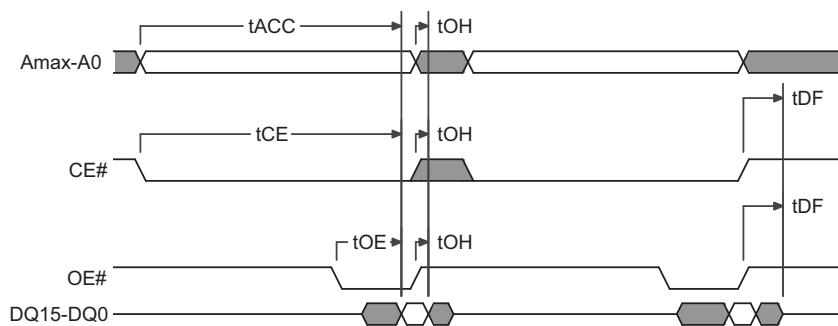 tACC tOH
Amax-A0
tDF
tCE tOH
CE#
tDF
tOE tOH
OE#
DQ15-DQ0